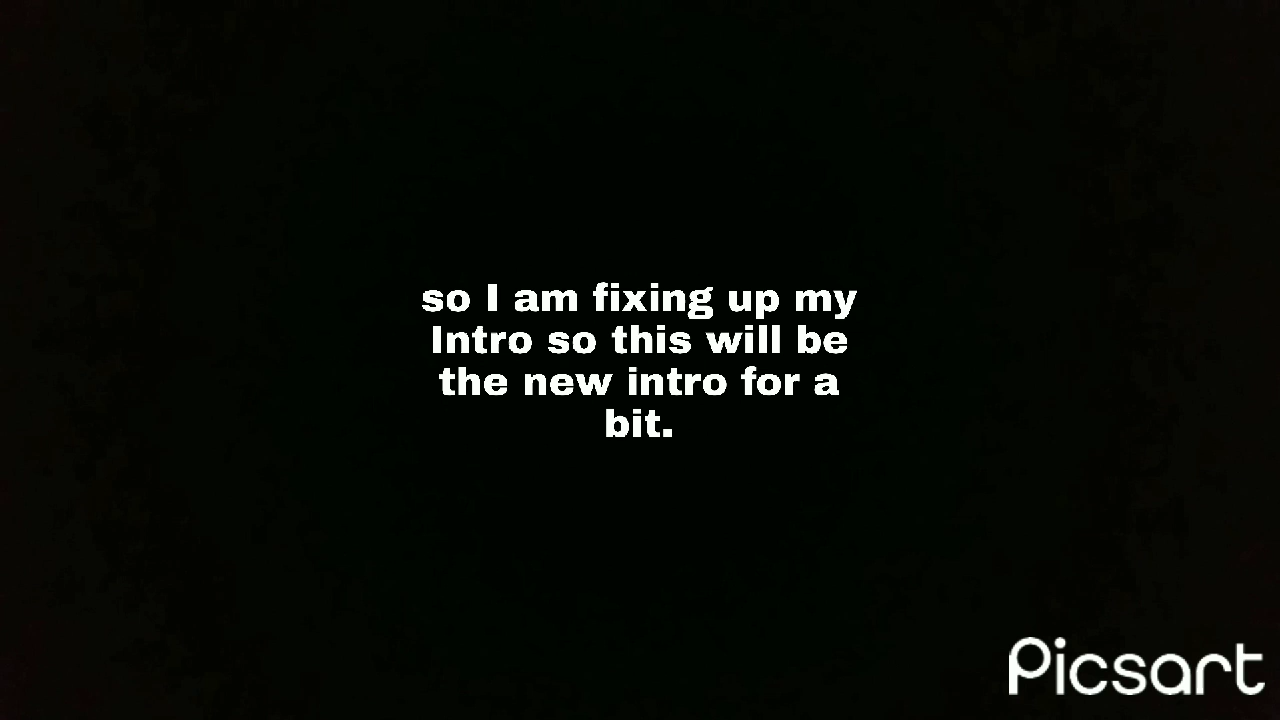 so I am fixing up my
Intro so this will be
the new intro for a
bit.
Picsart